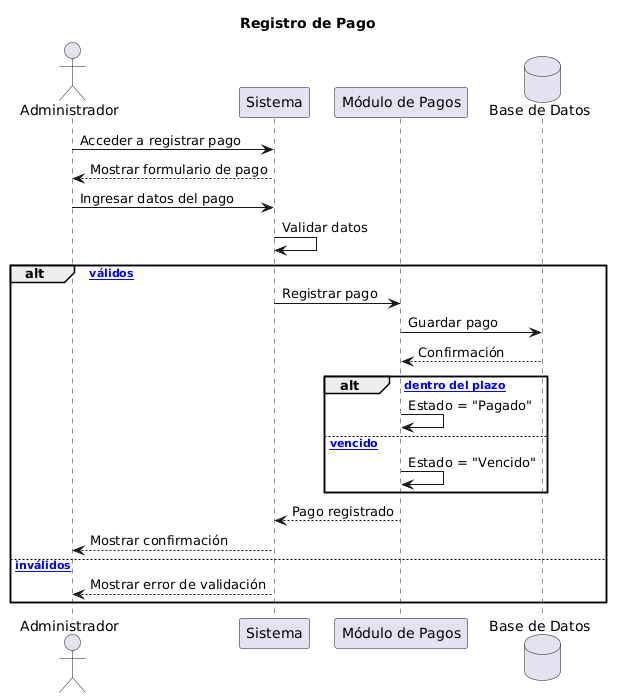 Registro de Pago
Administrador
Sistema
Módulo de Pagos
Base de Datos
Acceder a registrar pago
Mostrar formulario de pago
Ingresar datos del pago
Validar datos
alt válidos
Registrar pago
Guardar pago
Confirmación
alt dentro del plazo
Estado = "Pagado"
vencido
Estado = "Vencido"
Pago registrado
Mostrar confirmación
inválidos
Mostrar error de validación
Administrador
Sistema
Módulo de Pagos
Base de Datos